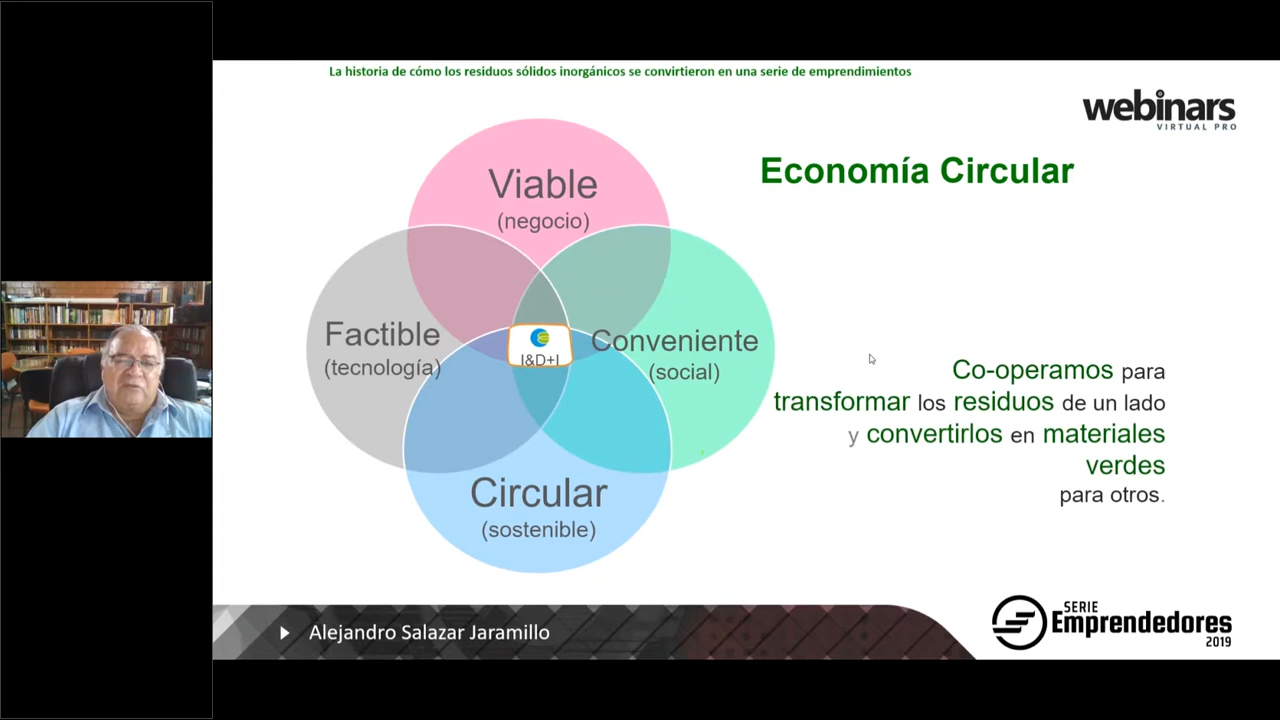 La historia de cómo los residuos sólidos inorgánicos se convirtieron en una serie de emprendimientos
webinars
VIRTUAL PRO
Economía Circular
Viable
(negocio)
Factible
(tecnología)
I&D+I
Conveniente
(social)
Circular
(sostenible)
Co-operamos para
transformar los residuos de un lado
y convertirlos en materiales
verdes
para otros.
Alejandro Salazar Jaramillo
SERIE
Emprendedores
2019